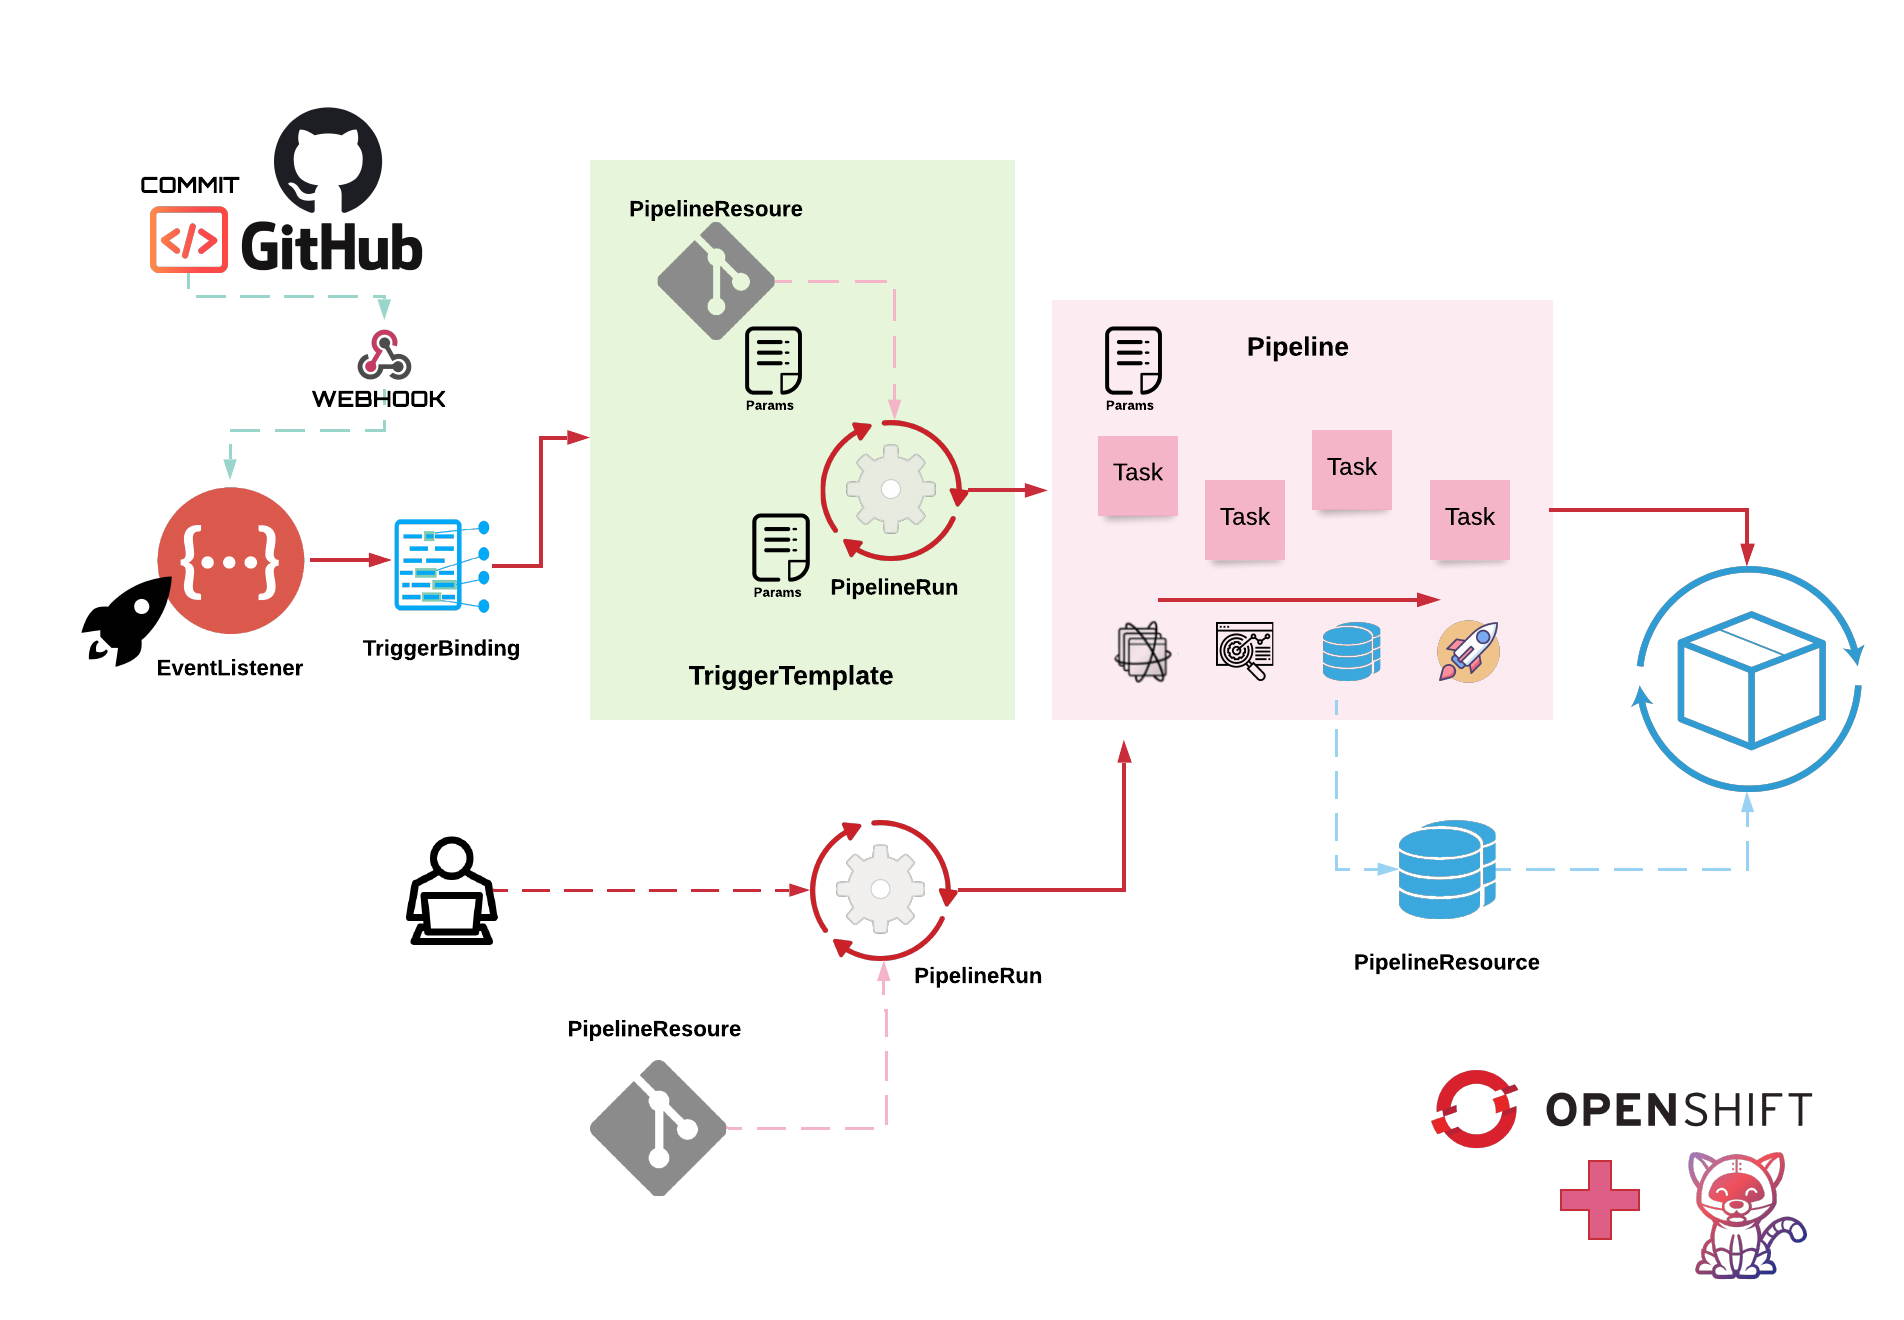 COMMIT
GitHub
WEBHOOK
EventListener
TriggerBinding
PipelineResoure
Params
Params
PipelineRun
TriggerTemplate
Pipeline
Params
Task
Task
Task
Task
PipelineRun
PipelineResoure
PipelineResource
OPENSHIFT